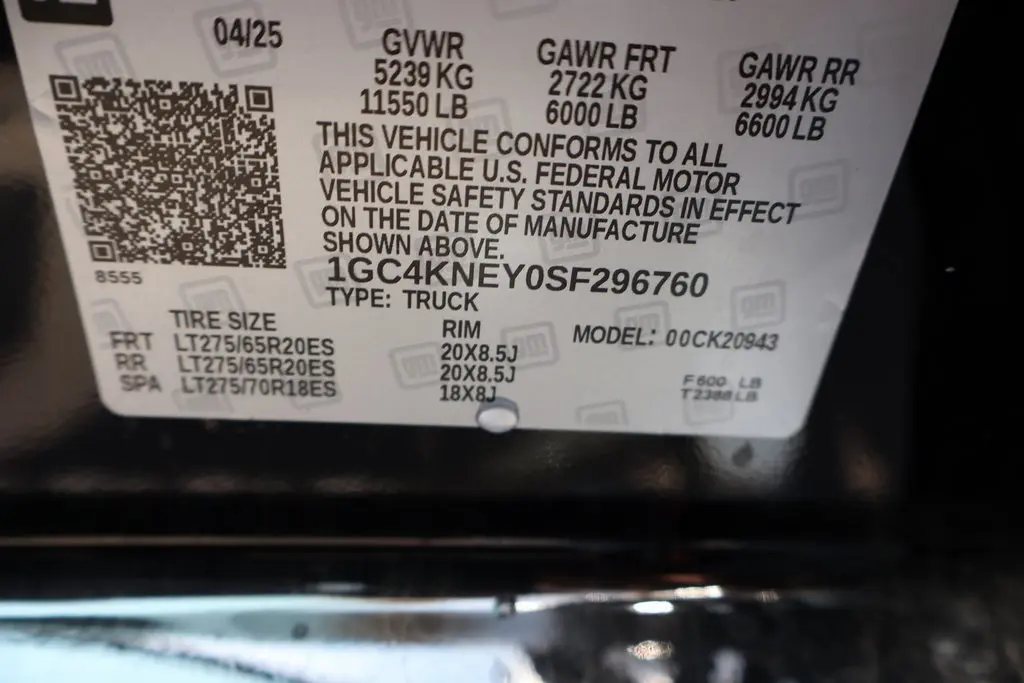 04/25
GVWR GAWR FRT GAWR RR
5239 KG 2722 KG 2994 KG
11550 LB 6000 LB 6600 LB
THIS VEHICLE CONFORMS TO ALL
APPLICABLE U.S. FEDERAL MOTOR
VEHICLE SAFETY STANDARDS IN EFFECT
ON THE DATE OF MANUFACTURE
SHOWN ABOVE.
8555
1GC4KNEY0SF296760
TYPE: TRUCK
TIRE SIZE RIM MODEL: 00CK20943
FRT LT275/65R20ES 20X8.5J
RR LT275/65R20ES 20X8.5J
SPA LT275/70R18ES 18X8J
F 600 LB
T 2388 LB
gm